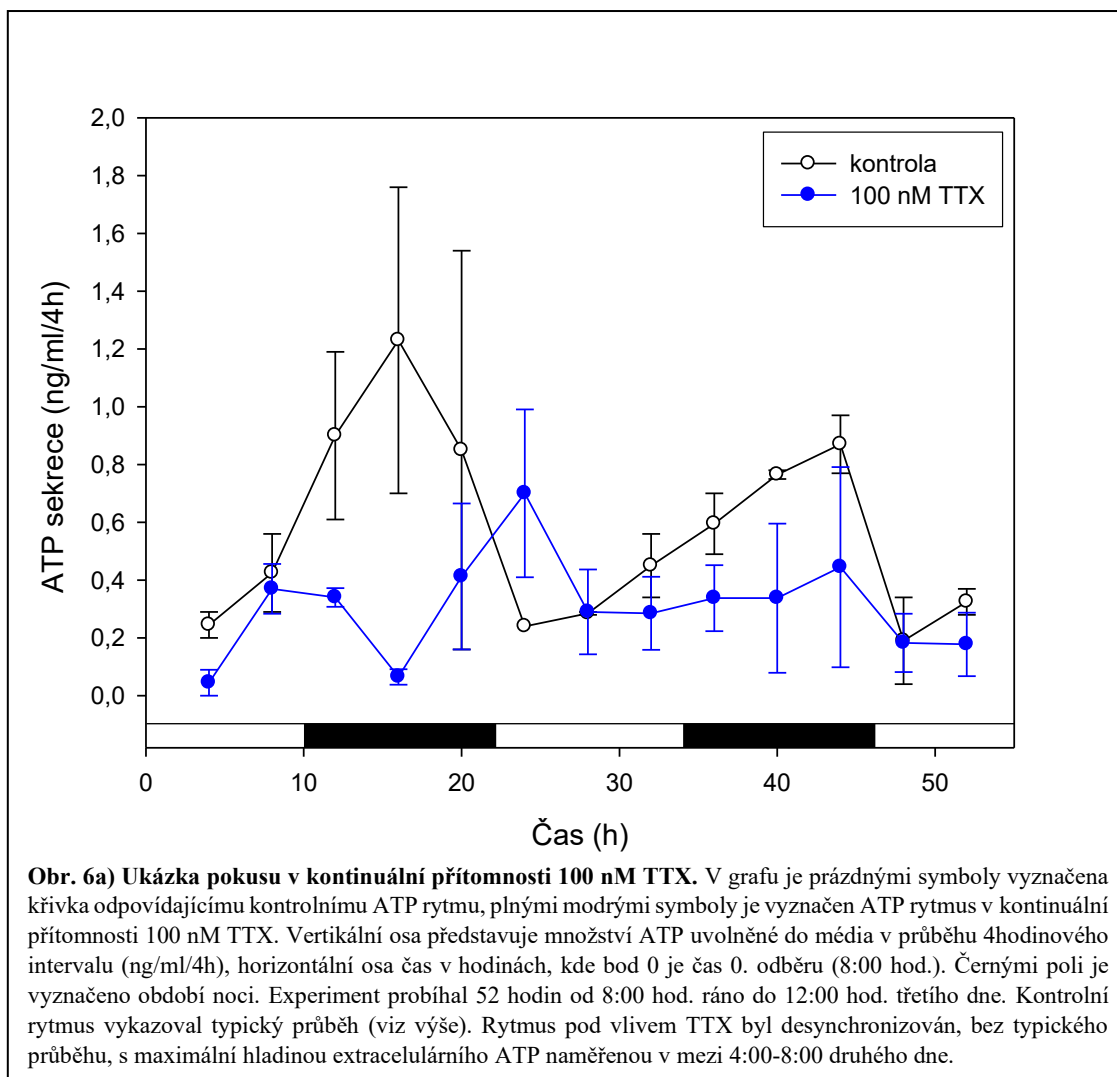 2,0
1,8
1,6
1,4
1,2
1,0
0,8
0,6
0,4
0,2
0,0
ATP sekrece (ng/ml/4h)
kontrola
100 nM TTX
0 10 20 30 40 50
Čas (h)
Obr. 6a) Ukázka pokusu v kontinuální přítomnosti 100 nM TTX. V grafu je prázdnými symboly vyznačena
křivka odpovídajícímu kontrolnímu ATP rytmu, plnými modrými symboly je vyznačen ATP rytmus v kontinuální
přítomnosti 100 nM TTX. Vertikální osa představuje množství ATP uvolněné do média v průběhu 4hodinového
intervalu (ng/ml/4h), horizontální osa čas v hodinách, kde bod 0 je čas 0. odběru (8:00 hod.). Černými poli je
vyznačeno období noci. Experiment probíhal 52 hodin od 8:00 hod. ráno do 12:00 hod. třetího dne. Kontrolní
rytmus vykazoval typický průběh (viz výše). Rytmus pod vlivem TTX byl desynchronizován, bez typického
průběhu, s maximální hladinou extracelulárního ATP naměřenou v mezi 4:00-8:00 druhého dne.